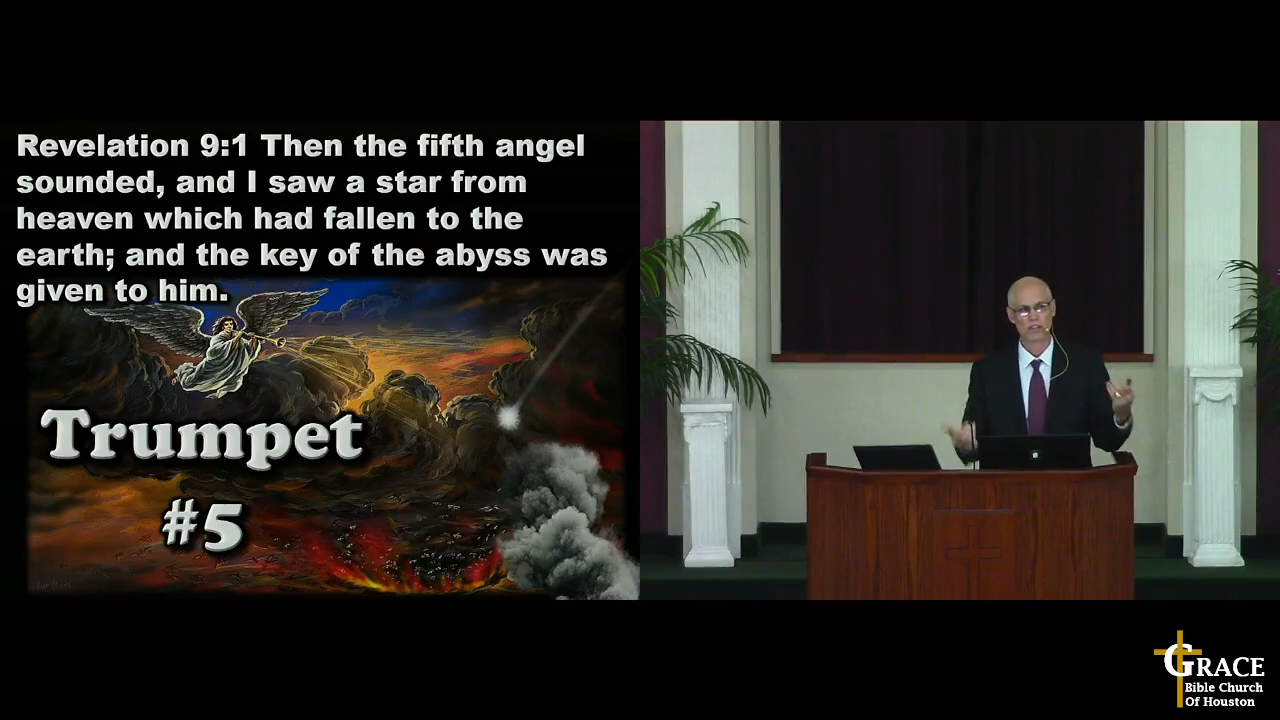 Revelation 9:1 Then the fifth angel
sounded, and I saw a star from
heaven which had fallen to the
earth; and the key of the abyss was
given to him.
Trumpet
#5
GRACE
Bible Church
Of Houston